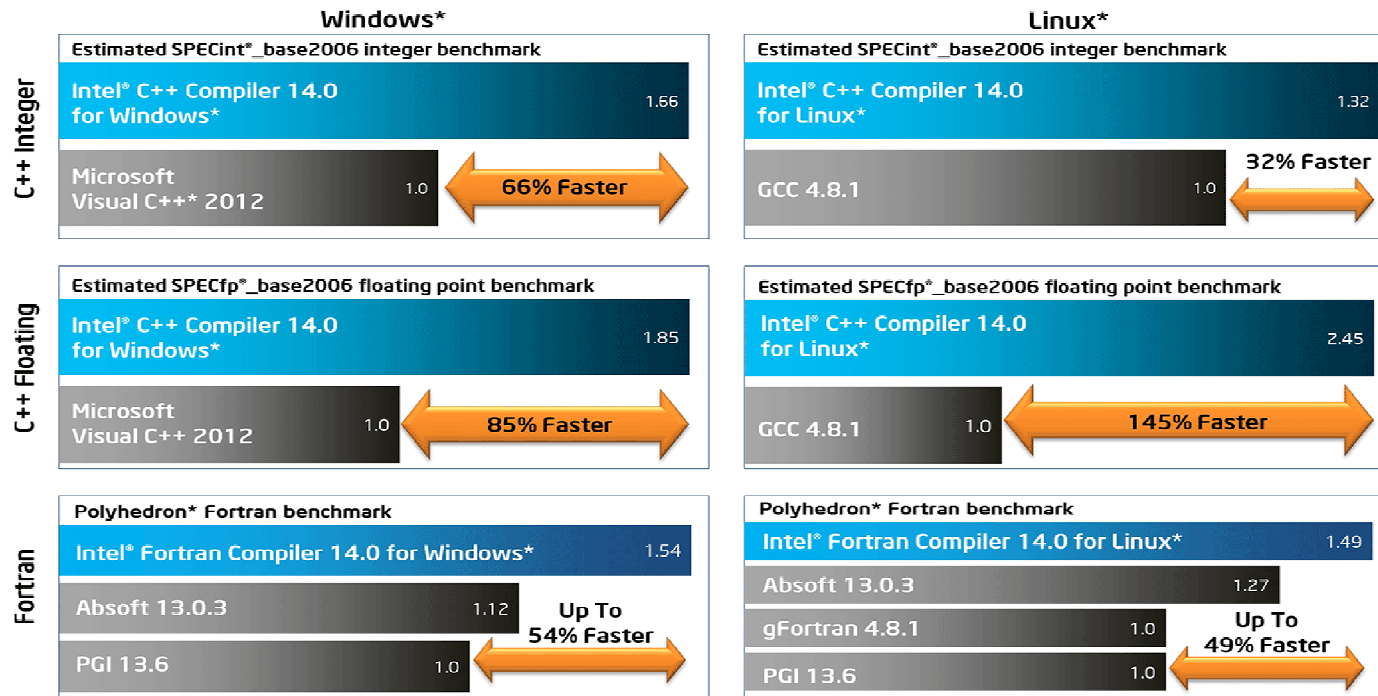 Windows*
Linux*
C++ Integer
Estimated SPECint®_base2006 integer benchmark
Intel® C++ Compiler 14.0
for Windows*
1.66
Microsoft
Visual C++* 2012
1.0
66% Faster
Estimated SPECint®_base2006 integer benchmark
Intel® C++ Compiler 14.0
for Linux*
1.32
GCC 4.8.1
1.0
32% Faster
C++ Floating
Estimated SPECfp®_base2006 floating point benchmark
Intel® C++ Compiler 14.0
for Windows*
1.85
Microsoft
Visual C++ 2012
1.0
85% Faster
Estimated SPECfp®_base2006 floating point benchmark
Intel® C++ Compiler 14.0
for Linux*
2.45
GCC 4.8.1
1.0
145% Faster
Fortran
Polyhedron* Fortran benchmark
Intel® Fortran Compiler 14.0 for Windows*
1.54
Absoft 13.0.3
1.12
PGI 13.6
1.0
Up To
54% Faster
Polyhedron* Fortran benchmark
Intel® Fortran Compiler 14.0 for Linux*
1.49
Absoft 13.0.3
1.27
gFortran 4.8.1
1.0
PGI 13.6
1.0
Up To
49% Faster